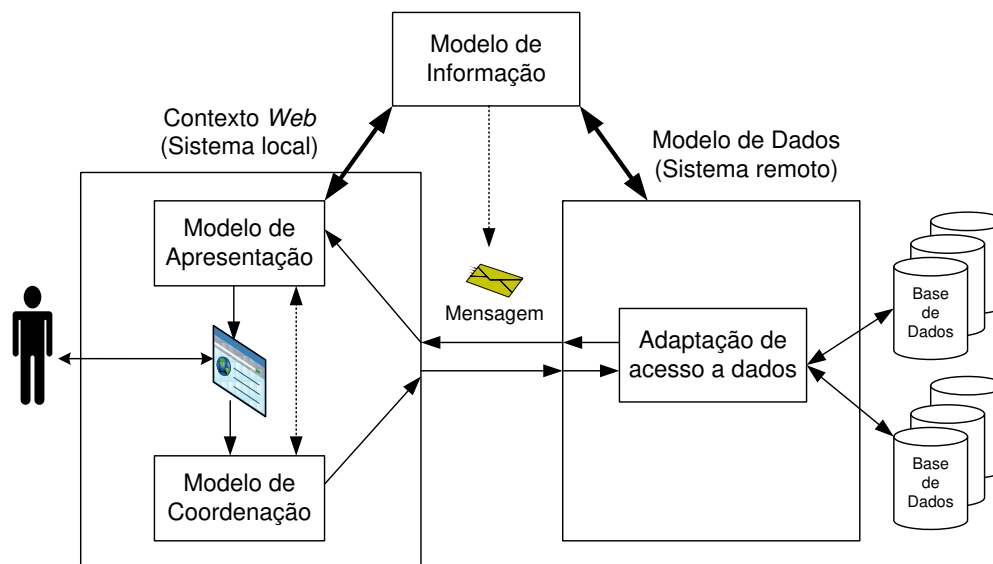 Modelo de
Informação
Contexto Web
(Sistema local)
Modelo de Dados
(Sistema remoto)
Modelo de
Apresentação
Mensagem
Adaptação de
acesso a dados
Base
de
Dados
Modelo de
Coordenação
Base
de
Dados